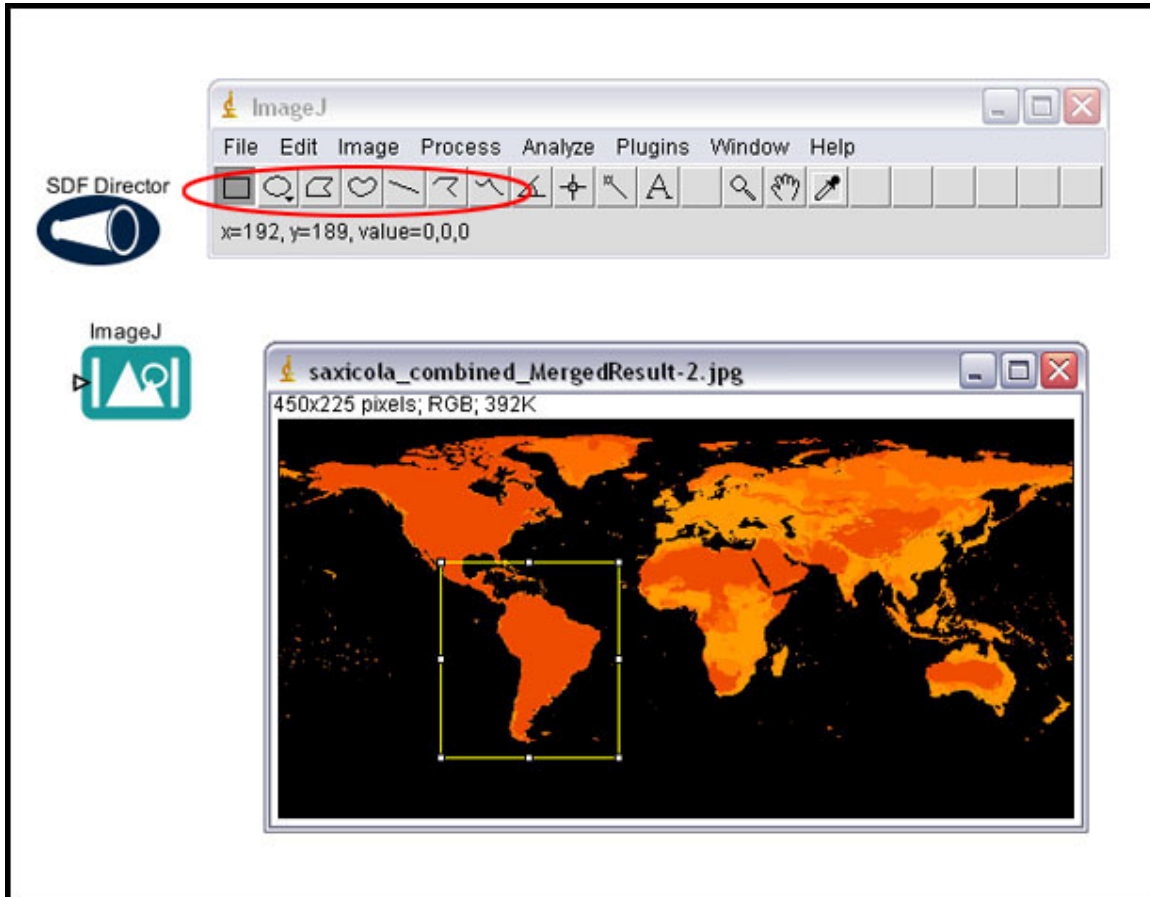 ImageJ
File Edit Image Process Analyze Plugins Window Help
SDF Director
A
x=192, y=189, value=0,0,0
ImageJ
saxicola_combined_MergedResult-2.jpg
450x225 pixels; RGB; 392K